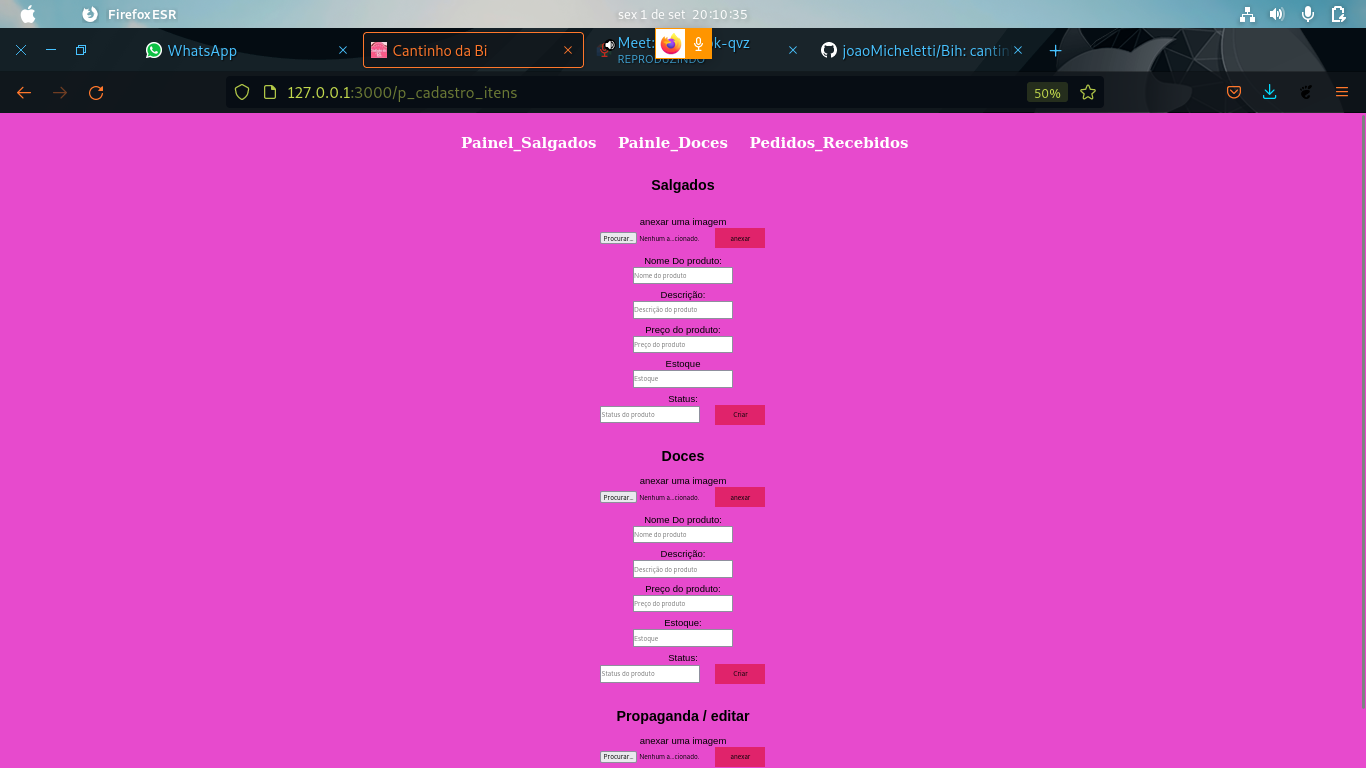 Firefox ESR
sex 1 de set 20:10:35
WhatsApp
Cantinho da Bi
Meet:
ok-qvz
REPRODUZINDO
joaoMicheletti/Bih: cantin
127.0.0.1:3000/p_cadastro_itens
50%
Painel_Salgados Painle_Doces Pedidos_Recebidos
Salgados
anexar uma imagem
Procurar... Nenhum a...cionado. anexar
Nome Do produto:
Nome do produto
Descrição:
Descrição do produto
Preço do produto:
Preço do produto
Estoque
Estoque
Status:
Status do produto Criar
Doces
anexar uma imagem
Procurar... Nenhum a...cionado. anexar
Nome Do produto:
Nome do produto
Descrição:
Descrição do produto
Preço do produto:
Preço do produto
Estoque:
Estoque
Status:
Status do produto Criar
Propaganda / editar
anexar uma imagem
Procurar... Nenhum a...cionado. anexar